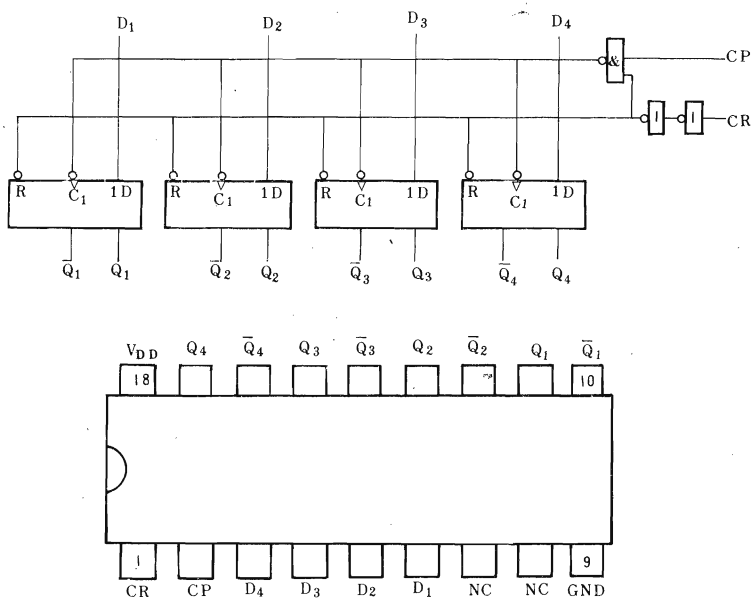 D₁ D₂ D₃ D₄
& CP
1 1 CR
R C₁ 1D R C₁ 1D R C₁ 1D R C₁ 1D
Q̅₁ Q₁ Q̅₂ Q₂ Q̅₃ Q₃ Q̅₄ Q₄
V_DD Q₄ Q̅₄ Q₃ Q̅₃ Q₂ Q̅₂ Q₁ Q̅₁
18 10
1 9
CR CP D₄ D₃ D₂ D₁ NC NC GND